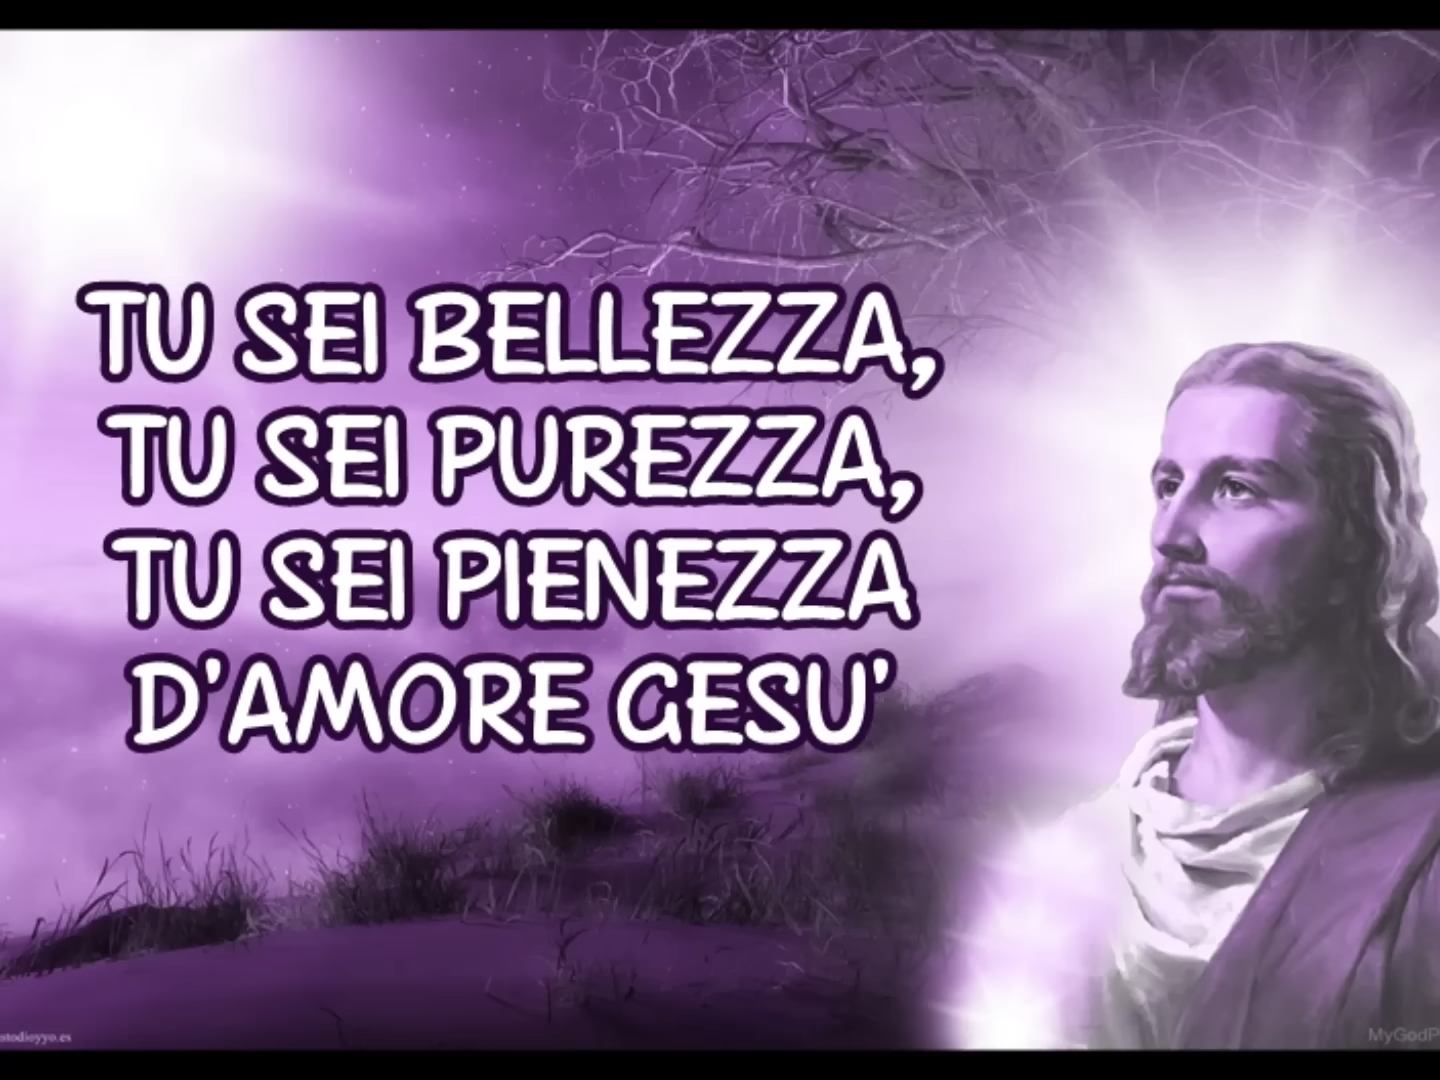 TU SEI BELLEZZA,
TU SEI PUREZZA,
TU SEI PIENEZZA
D'AMORE GESU'